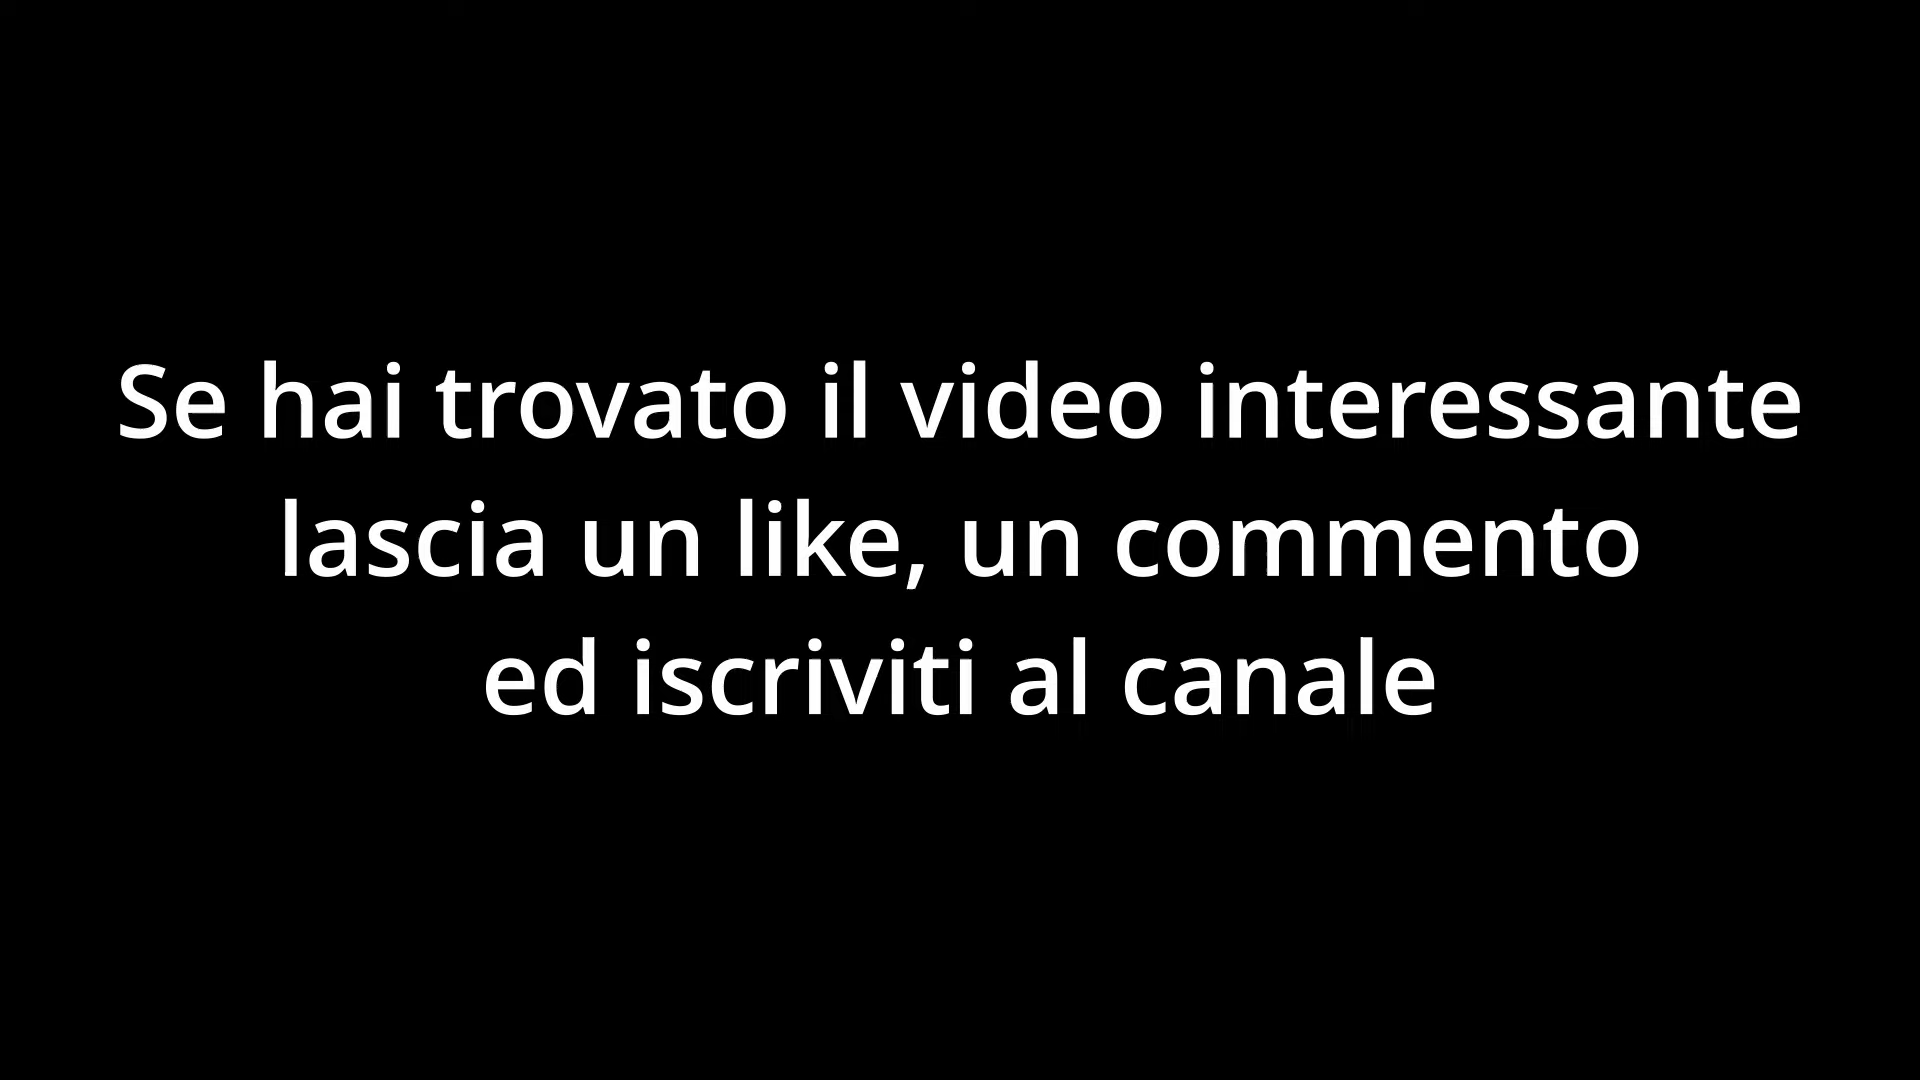 Se hai trovato il video interessante
lascia un like, un commento
ed iscriviti al canale